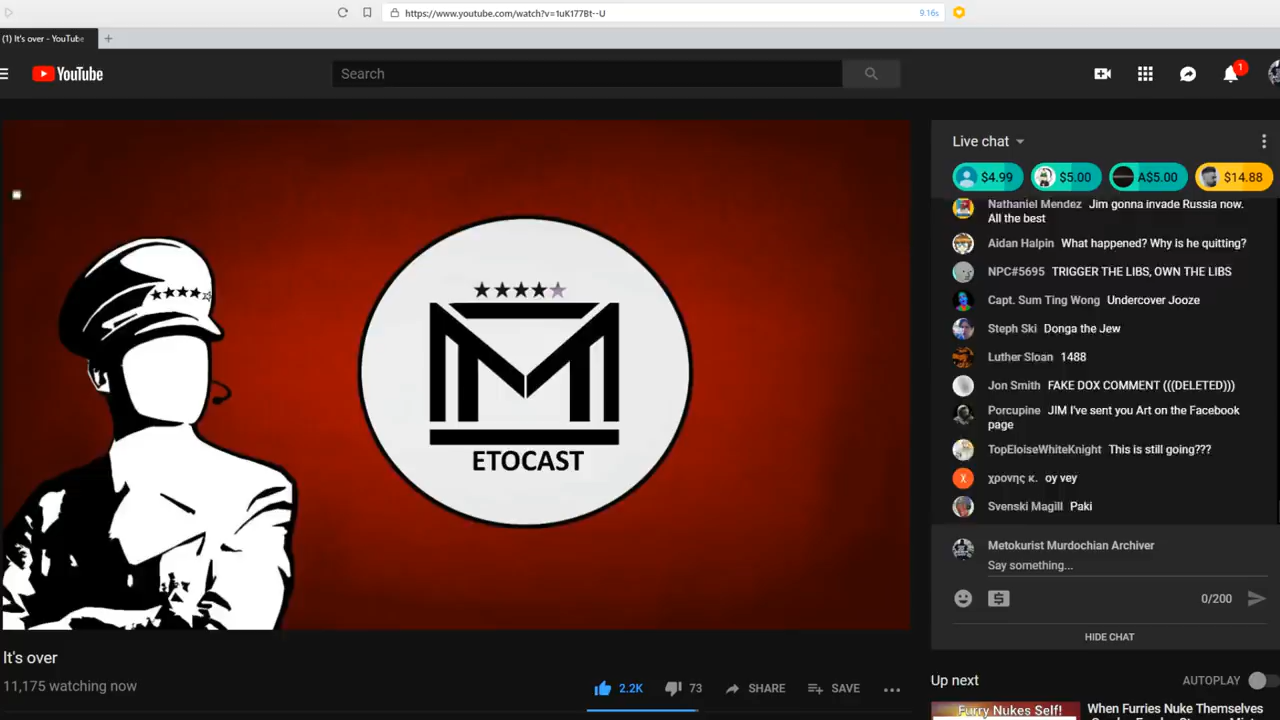 https://www.youtube.com/watch?v=1uK177Bt--U
9.16s
(1) It's over - YouTube
YouTube
Search
1
Live chat
$4.99
$5.00
A$5.00
$14.88
Nathaniel Mendez Jim gonna invade Russia now.
All the best
Aidan Halpin What happened? Why is he quitting?
NPC#5695 TRIGGER THE LIBS, OWN THE LIBS
Capt. Sum Ting Wong Undercover Jooze
Steph Ski Donga the Jew
Luther Sloan 1488
Jon Smith FAKE DOX COMMENT (((DELETED)))
Porcupine JIM I've sent you Art on the Facebook
page
TopEloiseWhiteKnight This is still going???
χρονης κ. oy vey
Svenski Magill Paki
Metokurist Murdochian Archiver
Say something...
0/200
HIDE CHAT
M
ETOCAST
It's over
11,175 watching now
2.2K
73
SHARE
SAVE
Up next
AUTOPLAY
Furry Nukes Self!
When Furries Nuke Themselves